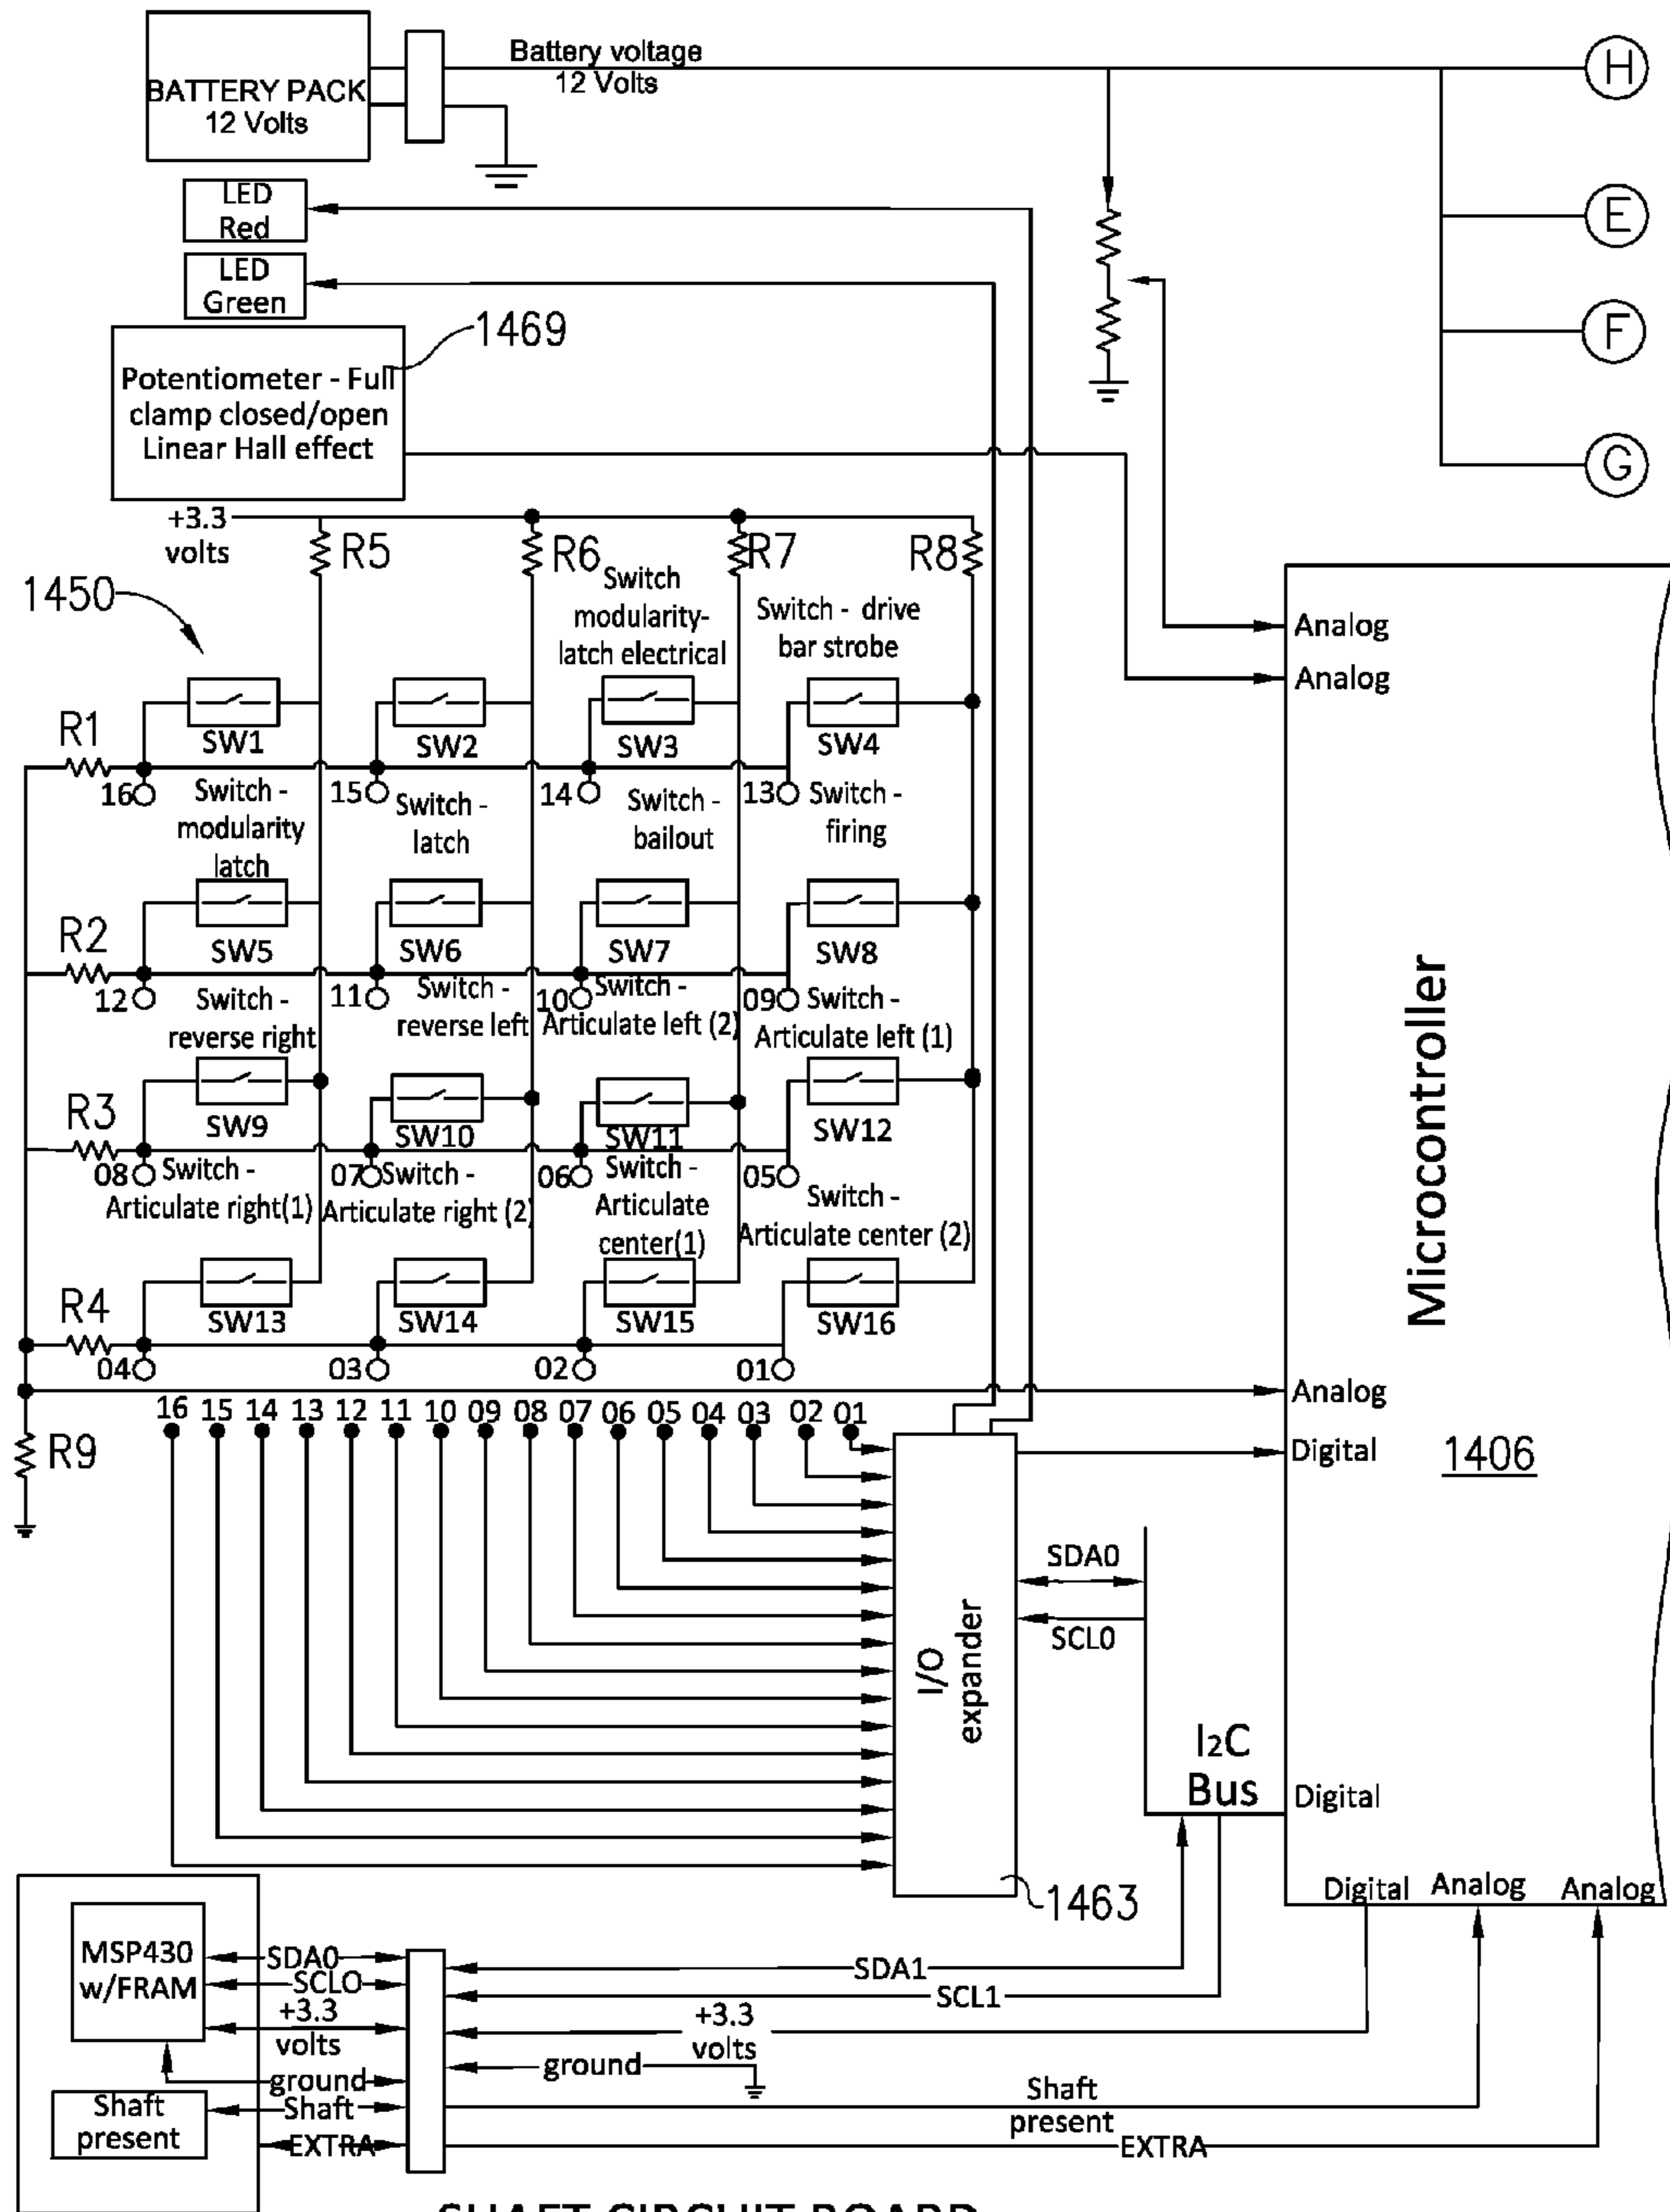 BATTERY PACK
12 Volts
Battery voltage
12 Volts
H
LED
Red
E
LED
Green
F
1469
Potentiometer - Full
clamp closed/open
Linear Hall effect
G
+3.3
volts
R5
R6
R7
R8
1450
Switch
modularity-
latch electrical
Switch - drive
bar strobe
Analog
Analog
R1
SW1
SW2
SW3
SW4
16
15
14
13
Switch -
modularity
latch
Switch -
latch
Switch -
bailout
Switch -
firing
R2
SW5
SW6
SW7
SW8
12
11
10
09
Switch -
reverse right
Switch -
reverse left
Switch -
Articulate left (2)
Switch -
Articulate left (1)
Microcontroller
R3
SW9
SW10
SW11
SW12
08
07
06
05
Switch -
Articulate right(1)
Switch -
Articulate right (2)
Switch -
Articulate
center(1)
Switch -
Articulate center (2)
R4
SW13
SW14
SW15
SW16
04
03
02
01
Analog
16 15 14 13 12 11 10 09 08 07 06 05 04 03 02 01
R9
Digital
1406
SDA0
SCL0
I/O
expander
I2C
Bus
Digital
1463
Digital
Analog
Analog
MSP430
w/FRAM
SDA0
SCLO
+3.3
volts
ground
Shaft
present
Shaft
EXTRA
SDA1
SCL1
+3.3
volts
ground
Shaft
present
EXTRA
SHAFT CIRCUIT BOARD